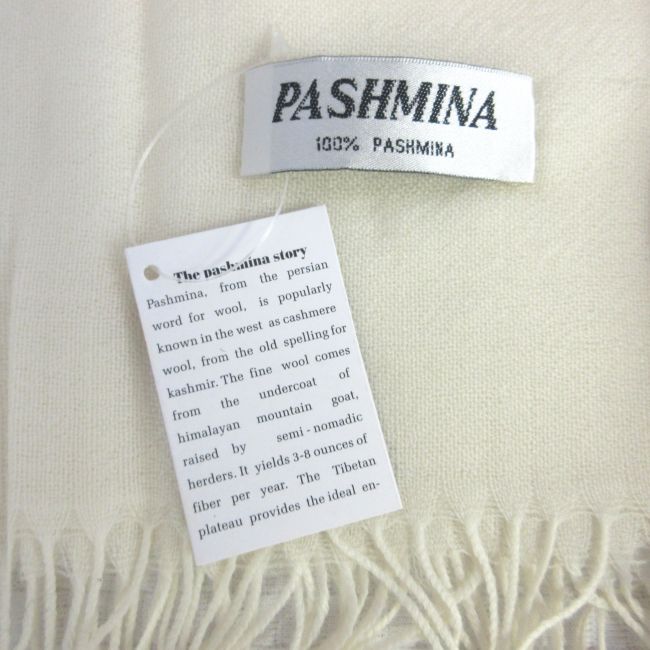 PASHMINA
100% PASHMINA
The pashmina story
Pashmina, from the persian
word for wool, is popularly
known in the west as cashmere
wool, from the old spelling for
kashmir. The fine wool comes
from the undercoat of
himalayan mountain goat,
raised by semi-nomadic
herders. It yields 3-8 ounces of
fiber per year. The Tibetan
plateau provides the ideal en-